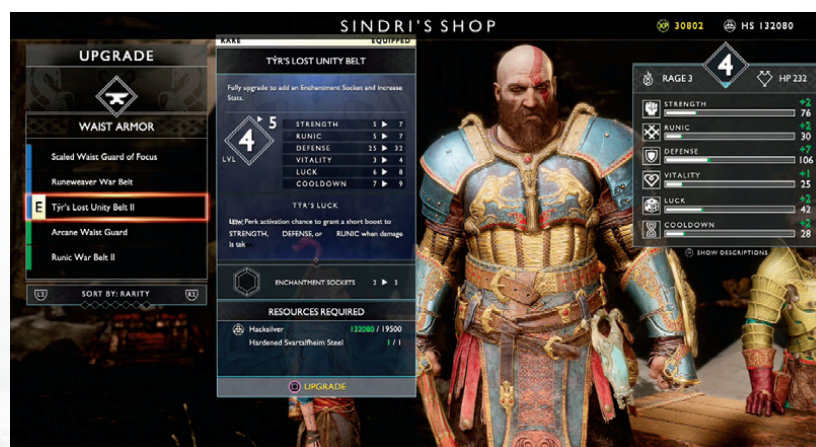 SINDRI'S SHOP
XP 30802 HS 132080
UPGRADE
WAIST ARMOR
Scaled Waist Guard of Focus
Runeweaver War Belt
E Týr's Lost Unity Belt II
Arcane Waist Guard
Runic War Belt II
L2 SORT BY: RARITY R2
RARE EQUIPPED
TÝR'S LOST UNITY BELT
Fully upgrade to add an Enchantment Socket and Increase
Stats.
4 5
LVL
STRENGTH 5 7
RUNIC 5 7
DEFENSE 25 32
VITALITY 3 4
LUCK 6 8
COOLDOWN 7 9
TÝR'S LUCK
Perk activation chance to grant a short boost to
STRENGTH, DEFENSE, or RUNIC when damage
is tak
ENCHANTMENT SOCKETS 3
RESOURCES REQUIRED
Hacksilver 132080 / 19500
Hardened Svartalfheim Steel 1 / 1
UPGRADE
RAGE 3 4 HP 232
STRENGTH +2
76
RUNIC +2
30
DEFENSE +7
106
VITALITY +1
25
LUCK +2
42
COOLDOWN +2
28
SHOW DESCRIPTIONS